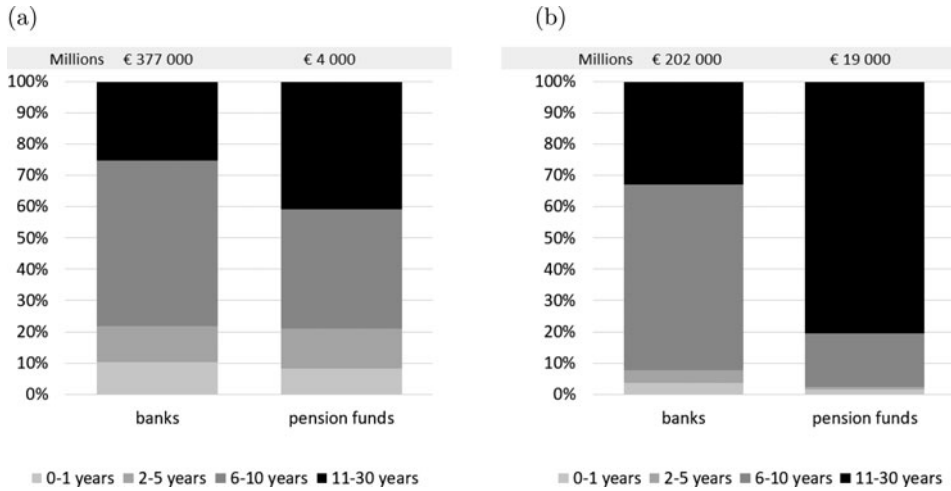 (a)
Millions € 377 000 € 4 000
100%
90%
80%
70%
60%
50%
40%
30%
20%
10%
0%
banks pension funds
0-1 years 2-5 years 6-10 years 11-30 years
(b)
Millions € 202 000 € 19 000
100%
90%
80%
70%
60%
50%
40%
30%
20%
10%
0%
banks pension funds
0-1 years 2-5 years 6-10 years 11-30 years